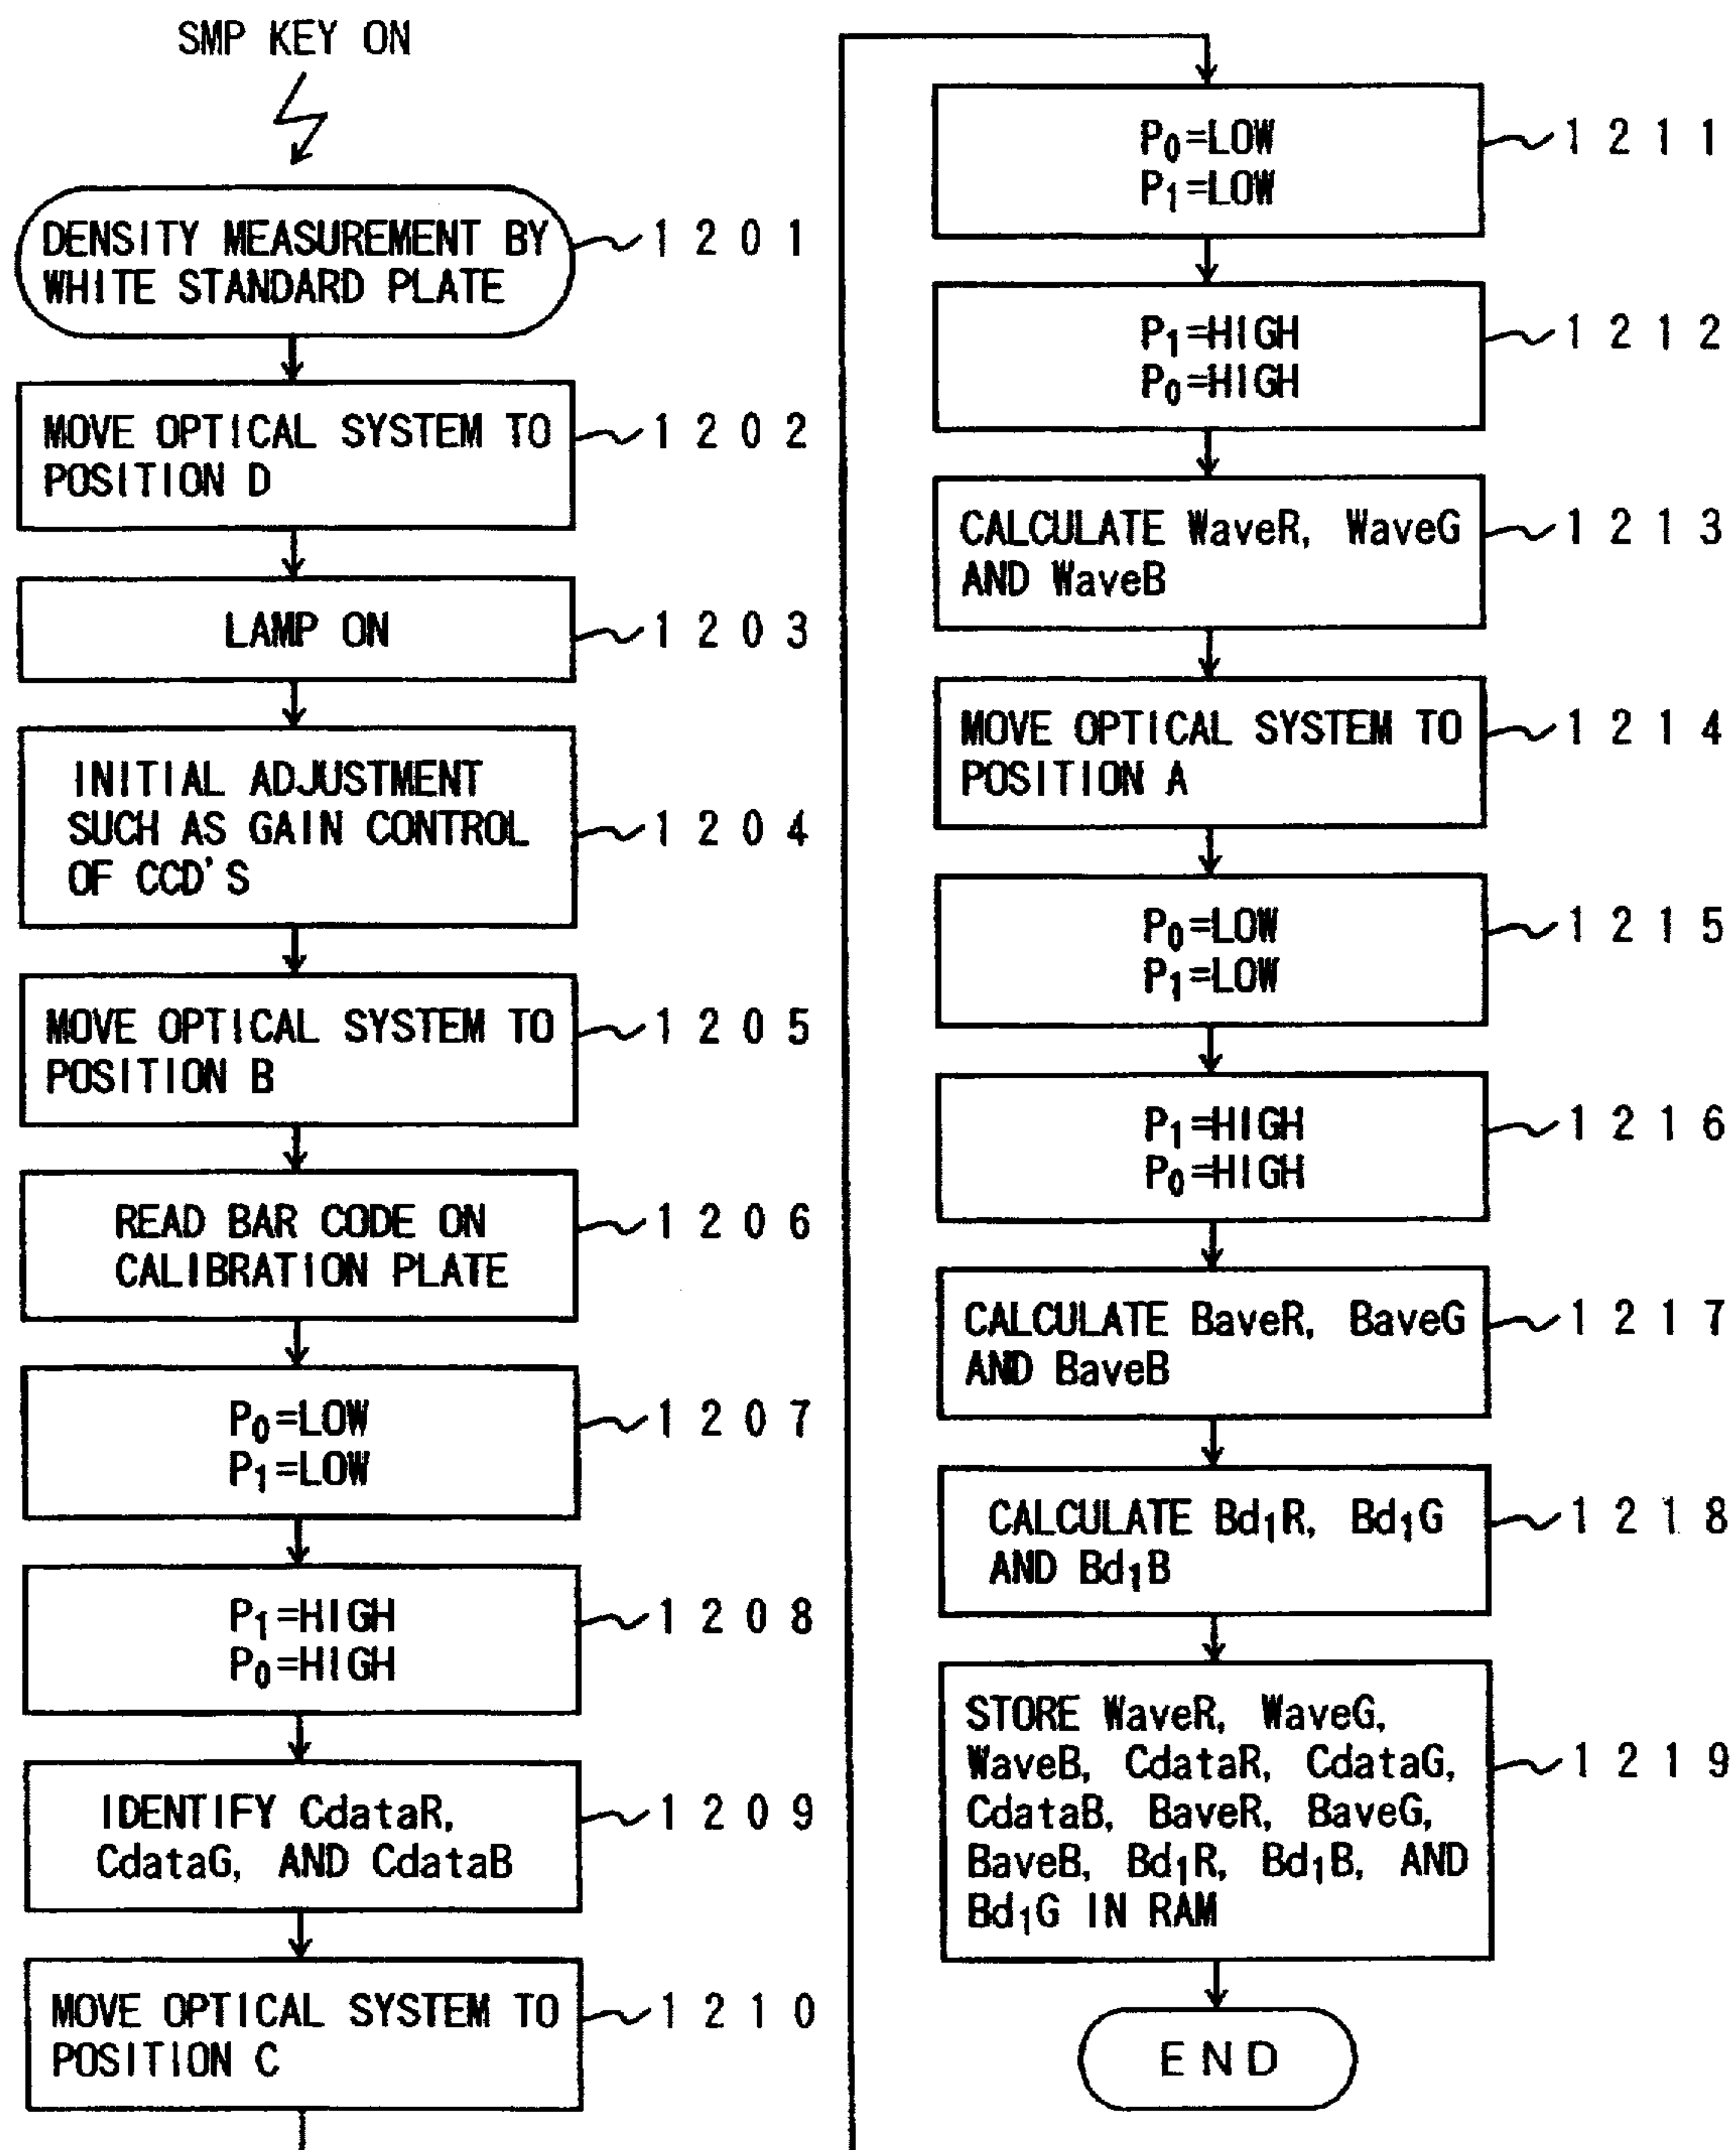 SMP KEY ON
DENSITY MEASUREMENT BY
WHITE STANDARD PLATE
1201
MOVE OPTICAL SYSTEM TO
POSITION D
1202
LAMP ON
1203
INITIAL ADJUSTMENT
SUCH AS GAIN CONTROL
OF CCD'S
1204
MOVE OPTICAL SYSTEM TO
POSITION B
1205
READ BAR CODE ON
CALIBRATION PLATE
1206
P₀=LOW
P₁=LOW
1207
P₁=HIGH
P₀=HIGH
1208
IDENTIFY CdataR,
CdataG, AND CdataB
1209
MOVE OPTICAL SYSTEM TO
POSITION C
1210
P₀=LOW
P₁=LOW
1211
P₁=HIGH
P₀=HIGH
1212
CALCULATE WaveR, WaveG
AND WaveB
1213
MOVE OPTICAL SYSTEM TO
POSITION A
1214
P₀=LOW
P₁=LOW
1215
P₁=HIGH
P₀=HIGH
1216
CALCULATE BaveR, BaveG
AND BaveB
1217
CALCULATE Bd₁R, Bd₁G
AND Bd₁B
1218
STORE WaveR, WaveG,
WaveB, CdataR, CdataG,
CdataB, BaveR, BaveG,
BaveB, Bd₁R, Bd₁B, AND
Bd₁G IN RAM
1219
END